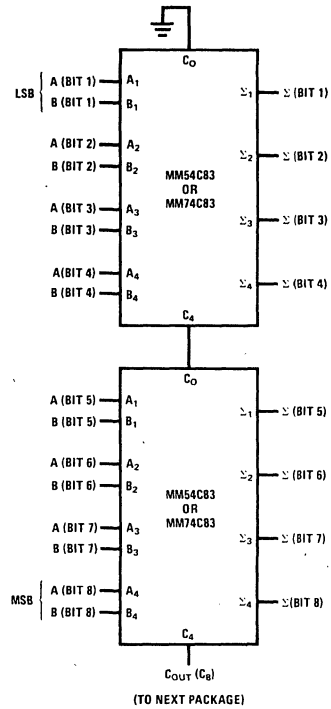 C0
LSB
A (BIT 1) A1 Σ1 Σ (BIT 1)
B (BIT 1) B1
A (BIT 2) A2 Σ2 Σ (BIT 2)
B (BIT 2) B2
MM54C83
OR
MM74C83
A (BIT 3) A3 Σ3 Σ (BIT 3)
B (BIT 3) B3
A(BIT 4) A4 Σ4 Σ (BIT 4)
B (BIT 4) B4
C4
C0
A (BIT 5) A1 Σ1 Σ (BIT 5)
B (BIT 5) B1
A (BIT 6) A2 Σ2 Σ (BIT 6)
B (BIT 6) B2
MM54C83
OR
MM74C83
A (BIT 7) A3 Σ3 Σ (BIT 7)
B (BIT 7) B3
MSB
A (BIT 8) A4 Σ4 Σ(BIT 8)
B (BIT 8) B4
C4
COUT (C8)
(TO NEXT PACKAGE)